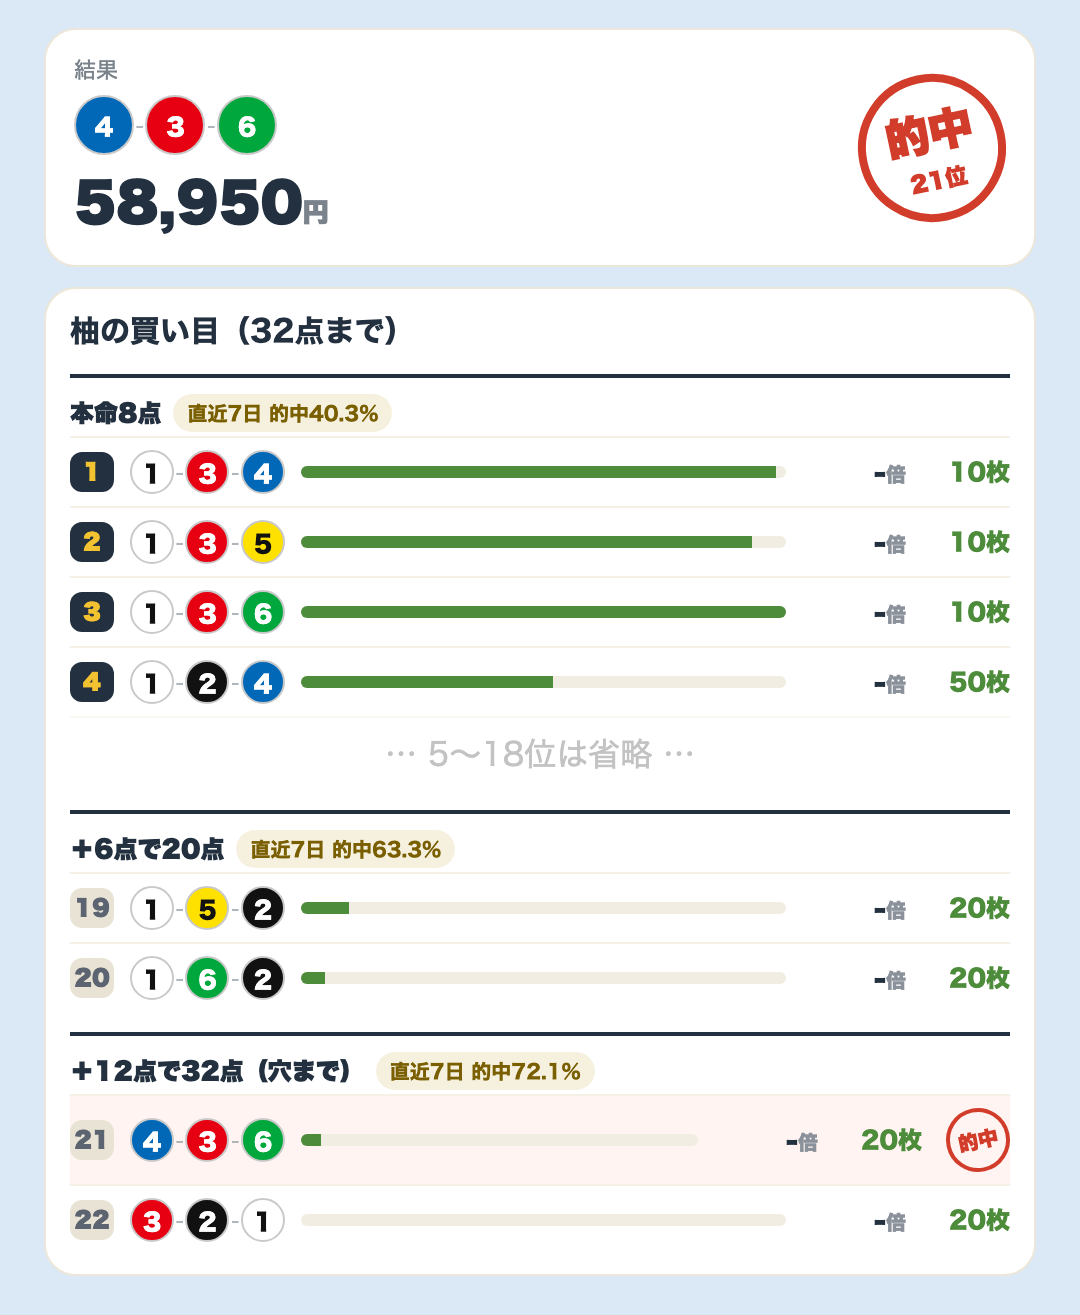 結果
4-3-6
58,950円
的中
21位
柚の買い目（32点まで）
本命8点 直近7日 的中40.3%
1 1-3-4 -倍 10枚
2 1-3-5 -倍 10枚
3 1-3-6 -倍 10枚
4 1-2-4 -倍 50枚
… 5〜18位は省略 …
+6点で20点 直近7日 的中63.3%
19 1-5-2 -倍 20枚
20 1-6-2 -倍 20枚
+12点で32点（穴まで） 直近7日 的中72.1%
21 4-3-6 -倍 20枚 的中
22 3-2-1 -倍 20枚